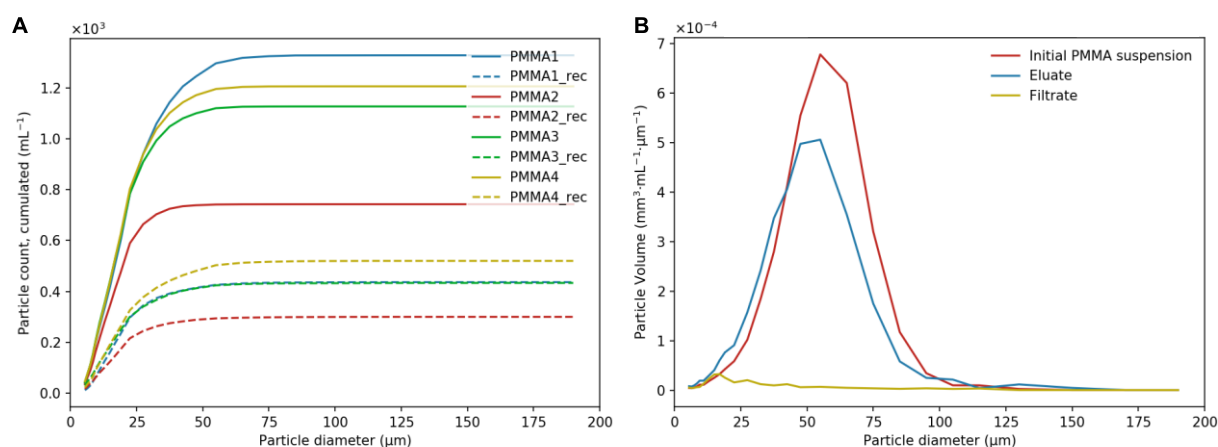 A
×10³
Particle count, cumulated (mL⁻¹)
1.2
1.0
0.8
0.6
0.4
0.2
0.0
PMMA1
PMMA1_rec
PMMA2
PMMA2_rec
PMMA3
PMMA3_rec
PMMA4
PMMA4_rec
0 25 50 75 100 125 150 175 200
Particle diameter (μm)
B
×10⁻⁴
Particle Volume (mm³·mL⁻¹·μm⁻¹)
7
6
5
4
3
2
1
0
Initial PMMA suspension
Eluate
Filtrate
0 25 50 75 100 125 150 175 200
Particle diameter (μm)